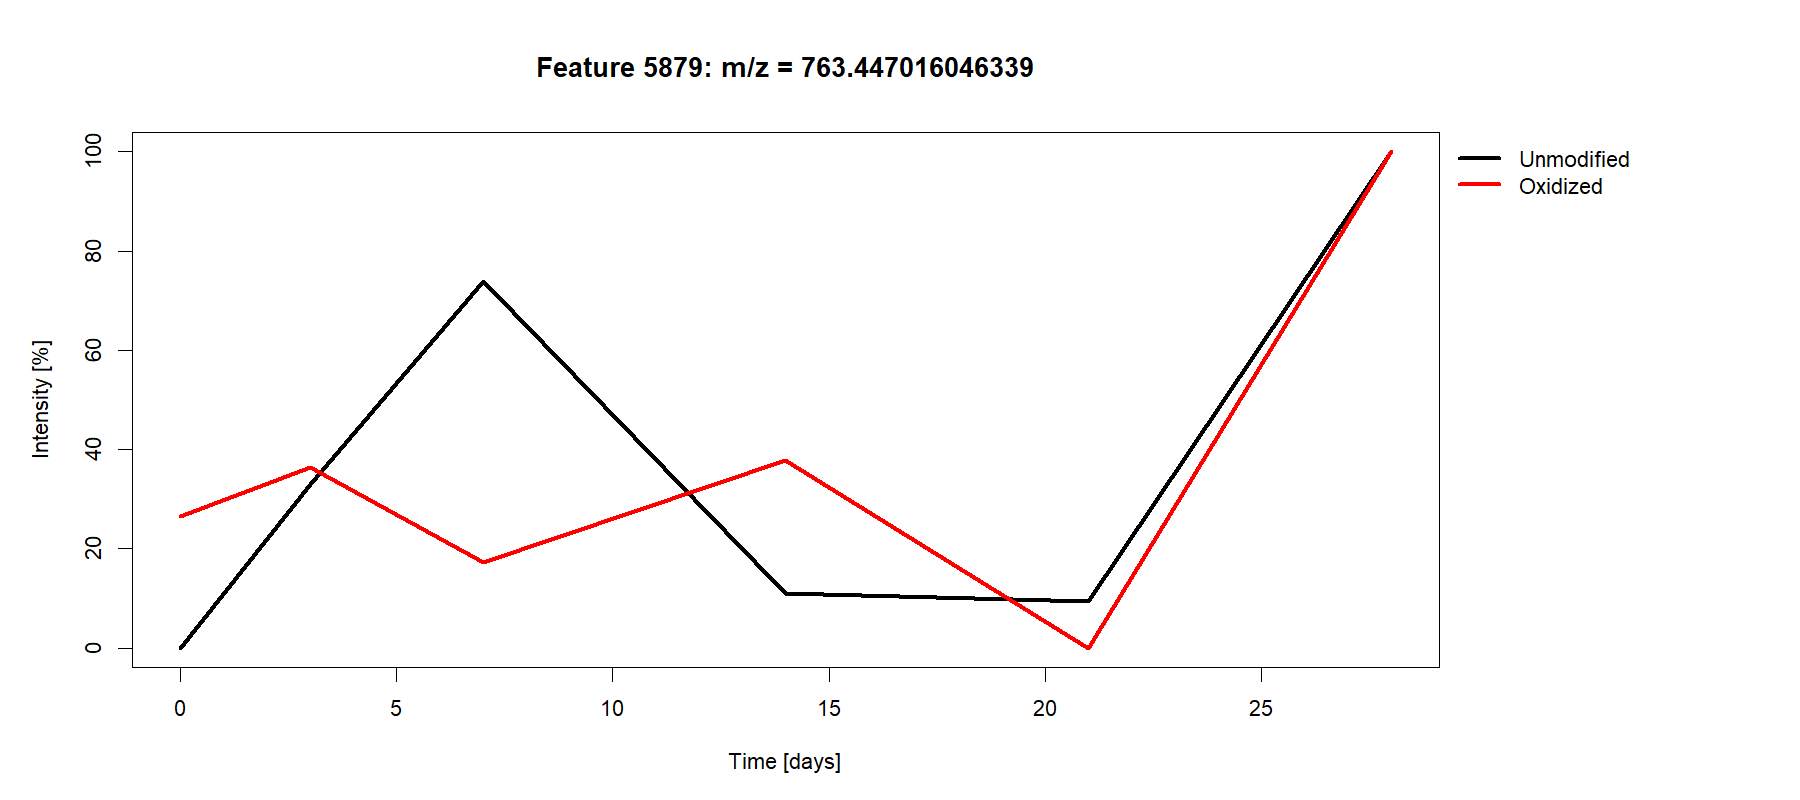 Feature 5879: m/z = 763.447016046339
Unmodified
Oxidized
Intensity [%]
100
80
60
40
20
0
0 5 10 15 20 25
Time [days]